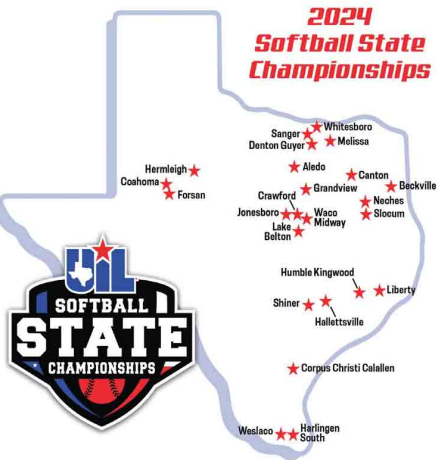 2024
Softball State
Championships
Whitesboro
Sanger
Melissa
Denton Guyer
Hermleigh
Aledo
Canton
Coahoma
Beckville
Forsan
Grandview
Crawford
Neches
Jonesboro
Waco
Midway
Slocum
Lake
Belton
UIL
SOFTBALL
STATE
CHAMPIONSHIPS
Humble Kingwood
Liberty
Shiner
Hallettsville
Corpus Christi Calallen
Weslaco
Harlingen
South